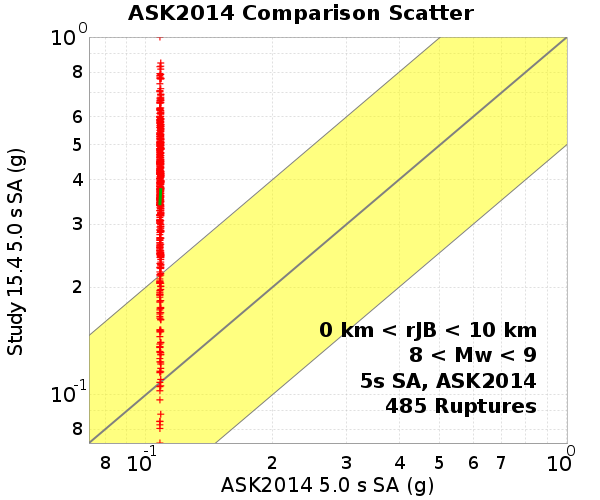 ASK2014 Comparison Scatter
Study 15.4 5.0 s SA (g)
10^0
8
6
5
4
3
2
10^-1
8
0 km < rJB < 10 km
8 < Mw < 9
5s SA, ASK2014
485 Ruptures
8 10^-1 2 3 4 5 6 7 10^0
ASK2014 5.0 s SA (g)